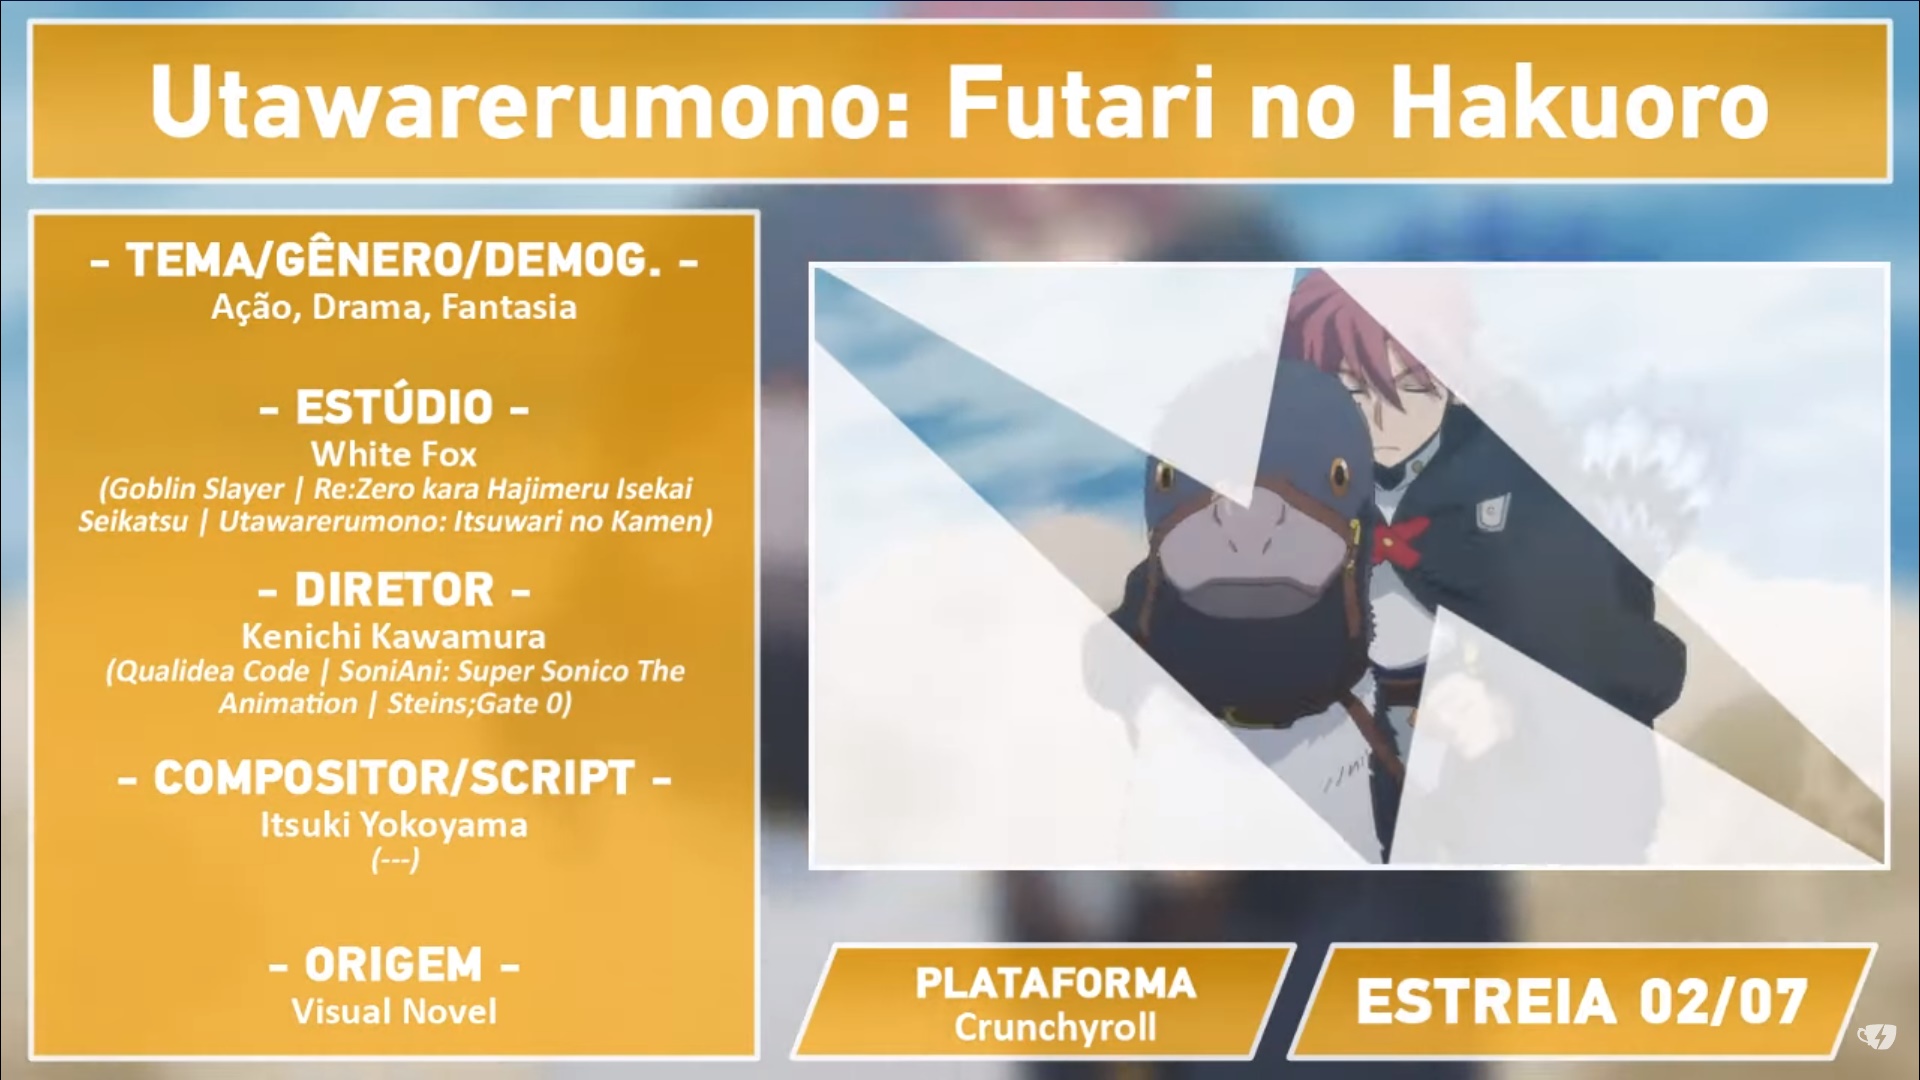 Utawarerumono: Futari no Hakuoro
- TEMA/GÊNERO/DEMOG. -
Ação, Drama, Fantasia
- ESTÚDIO -
White Fox
(Goblin Slayer | Re:Zero kara Hajimeru Isekai
Seikatsu | Utawarerumono: Itsuwari no Kamen)
- DIRETOR -
Kenichi Kawamura
(Qualidea Code | SoniAni: Super Sonico The
Animation | Steins;Gate 0)
- COMPOSITOR/SCRIPT -
Itsuki Yokoyama
(---)
- ORIGEM -
Visual Novel
PLATAFORMA
Crunchyroll
ESTREIA 02/07